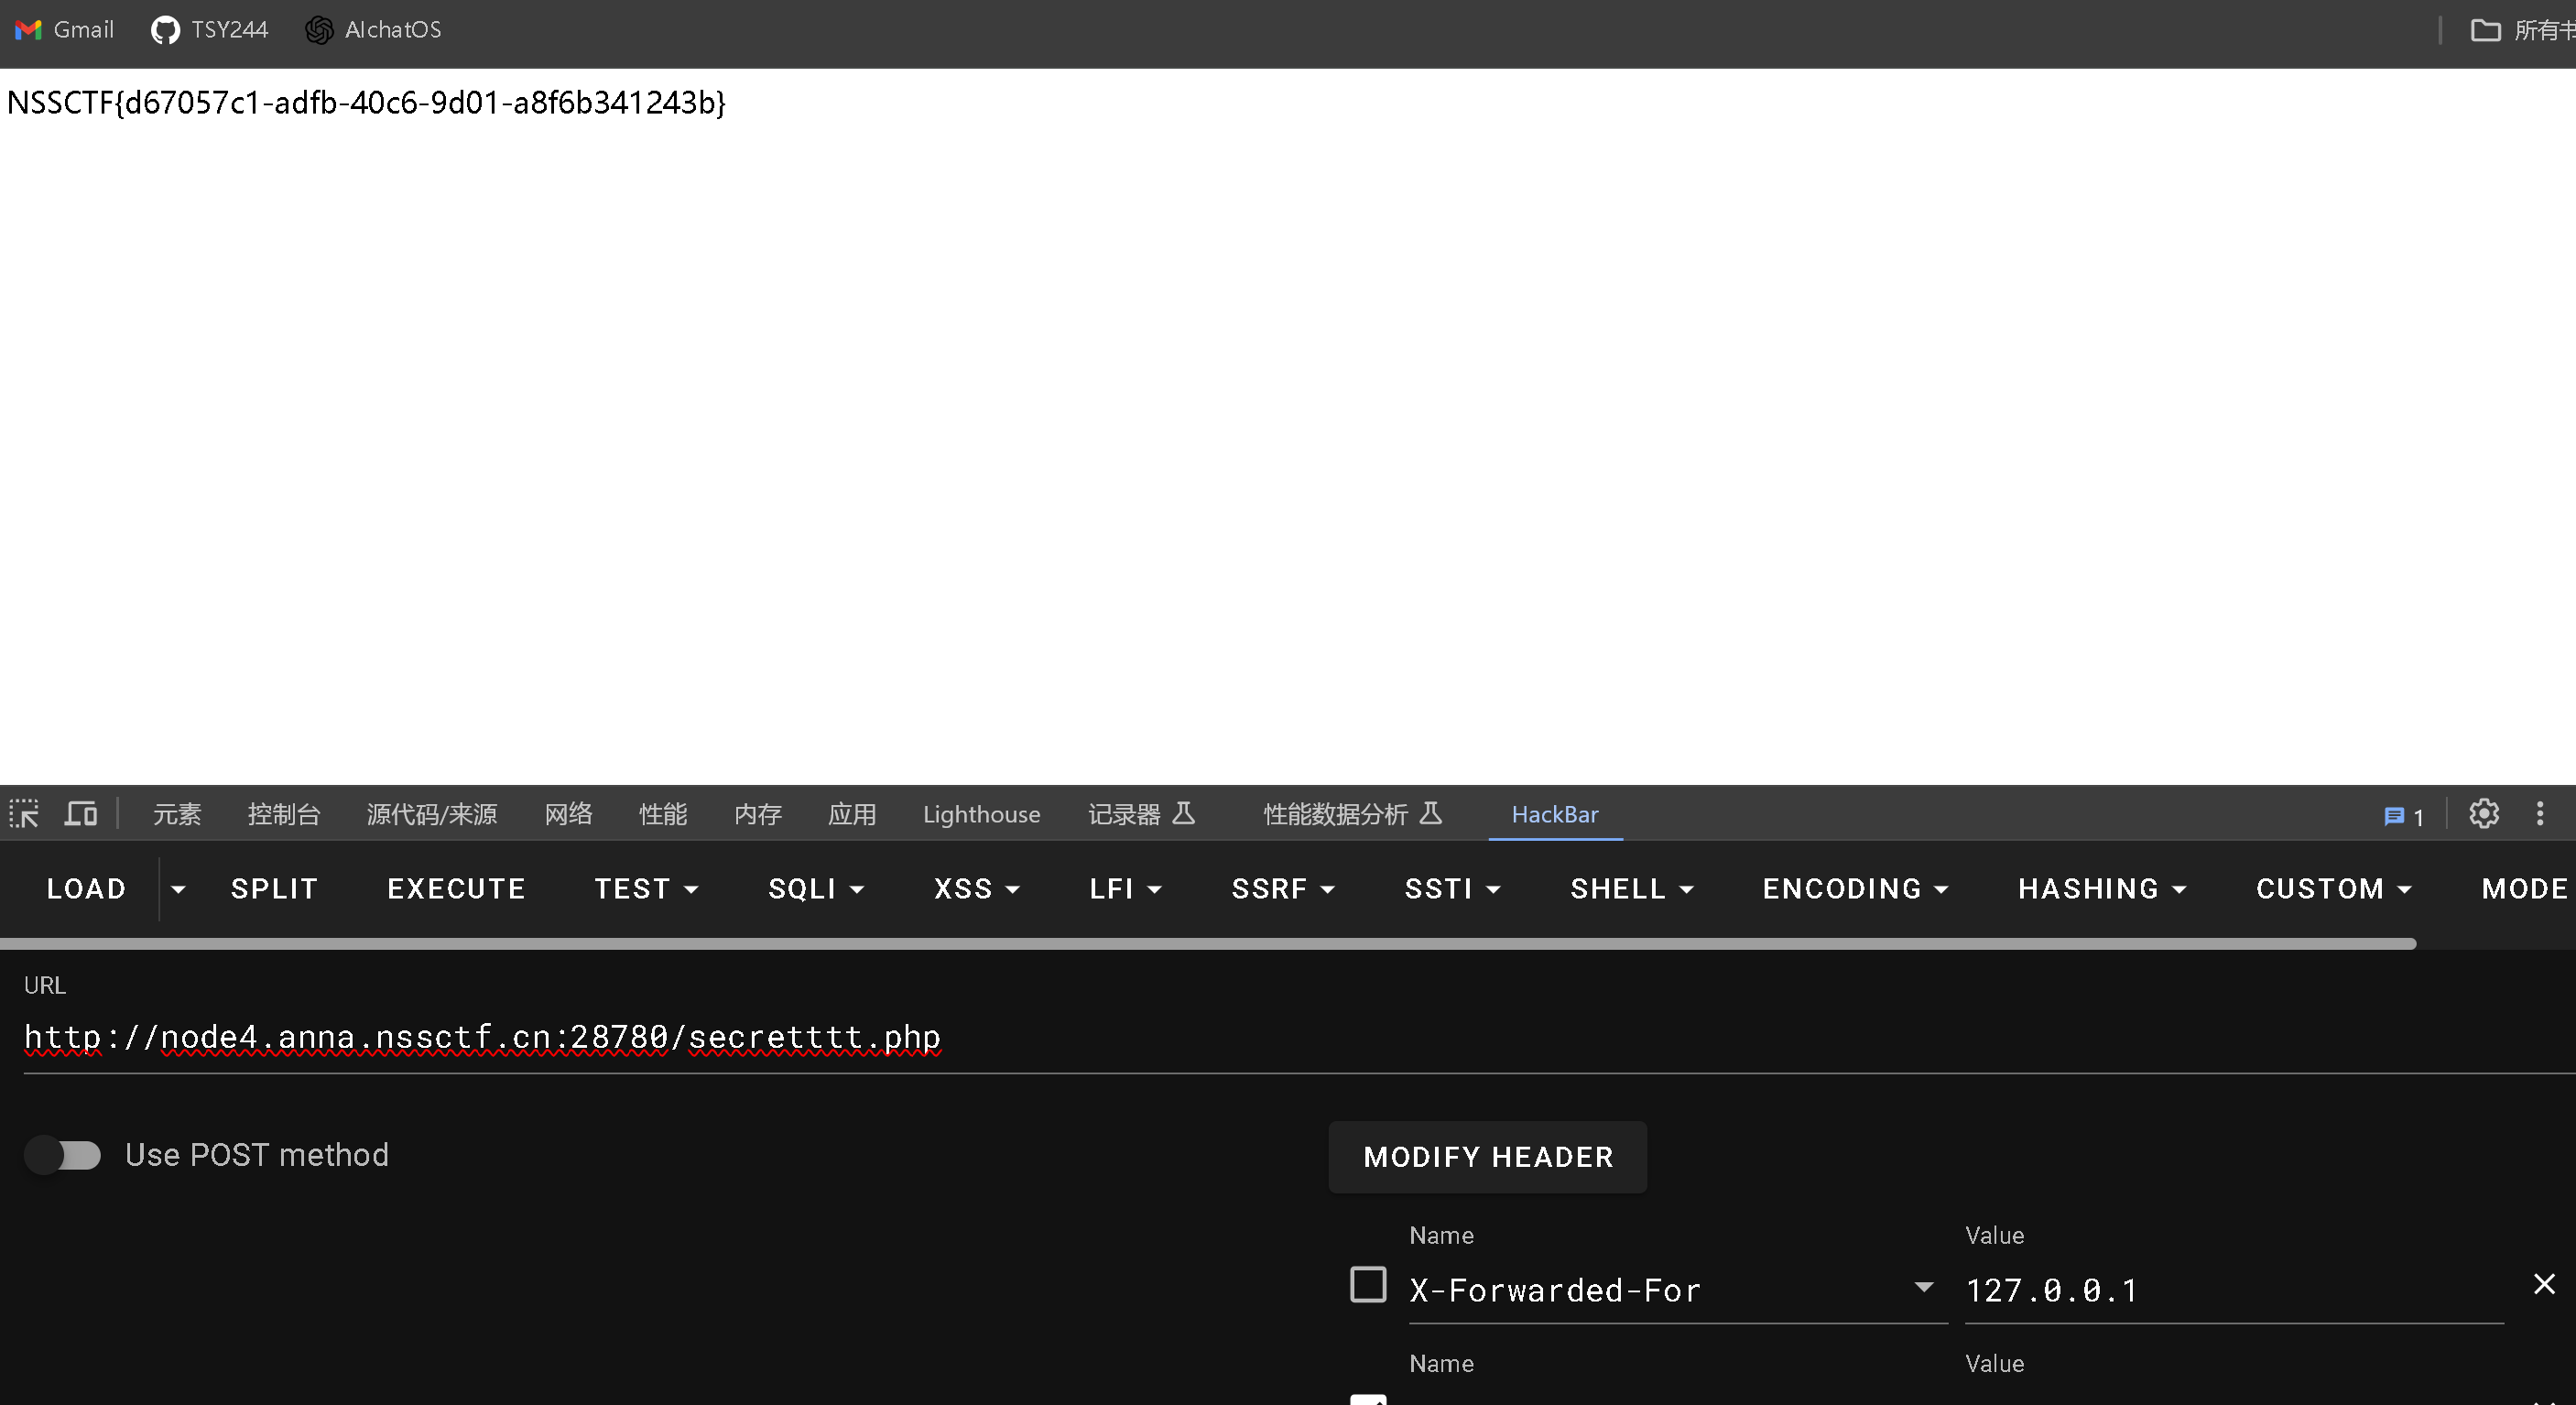 Gmail TSY244 AIchatOS 所有书
NSSCTF{d67057c1-adfb-40c6-9d01-a8f6b341243b}
元素 控制台 源代码/来源 网络 性能 内存 应用 Lighthouse 记录器 性能数据分析 HackBar 1
LOAD SPLIT EXECUTE TEST SQLI XSS LFI SSRF SSTI SHELL ENCODING HASHING CUSTOM MODE
URL
http://node4.anna.nssctf.cn:28780/secretttt.php
Use POST method
MODIFY HEADER
Name Value
X-Forwarded-For 127.0.0.1
Name Value